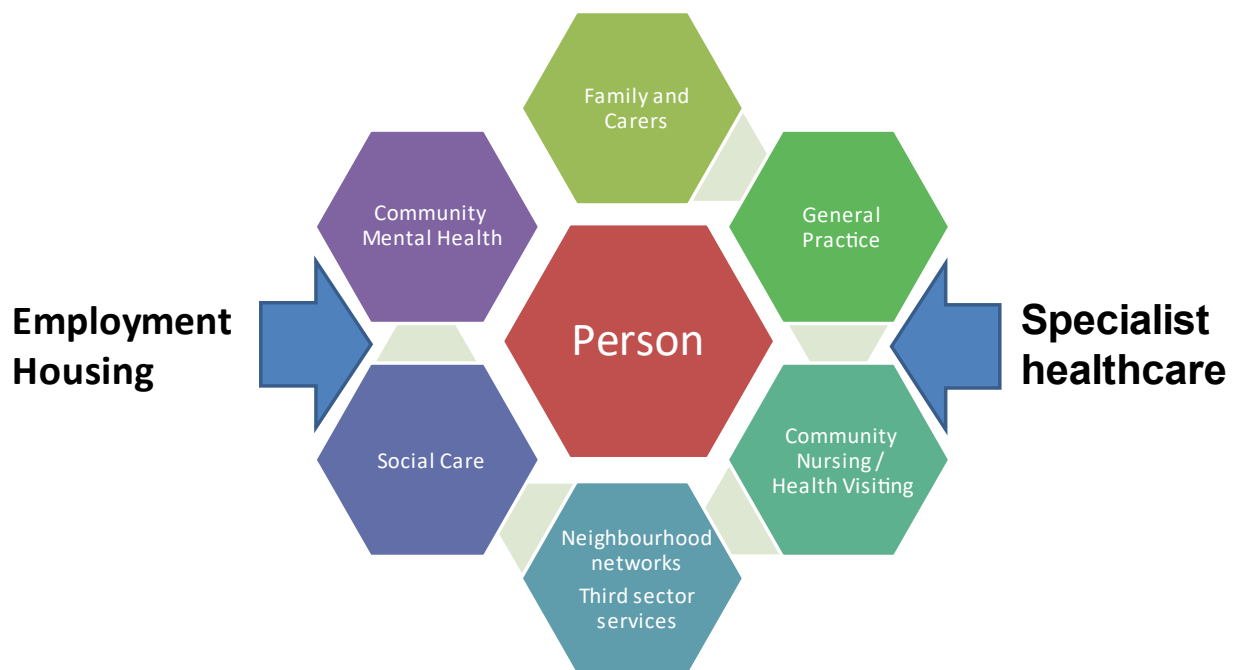 Family and
Carers
General
Practice
Community
Nursing /
Health Visiting
Neighbourhood
networks
Third sector
services
Social Care
Community
Mental Health
Person
Employment
Housing
Specialist
healthcare